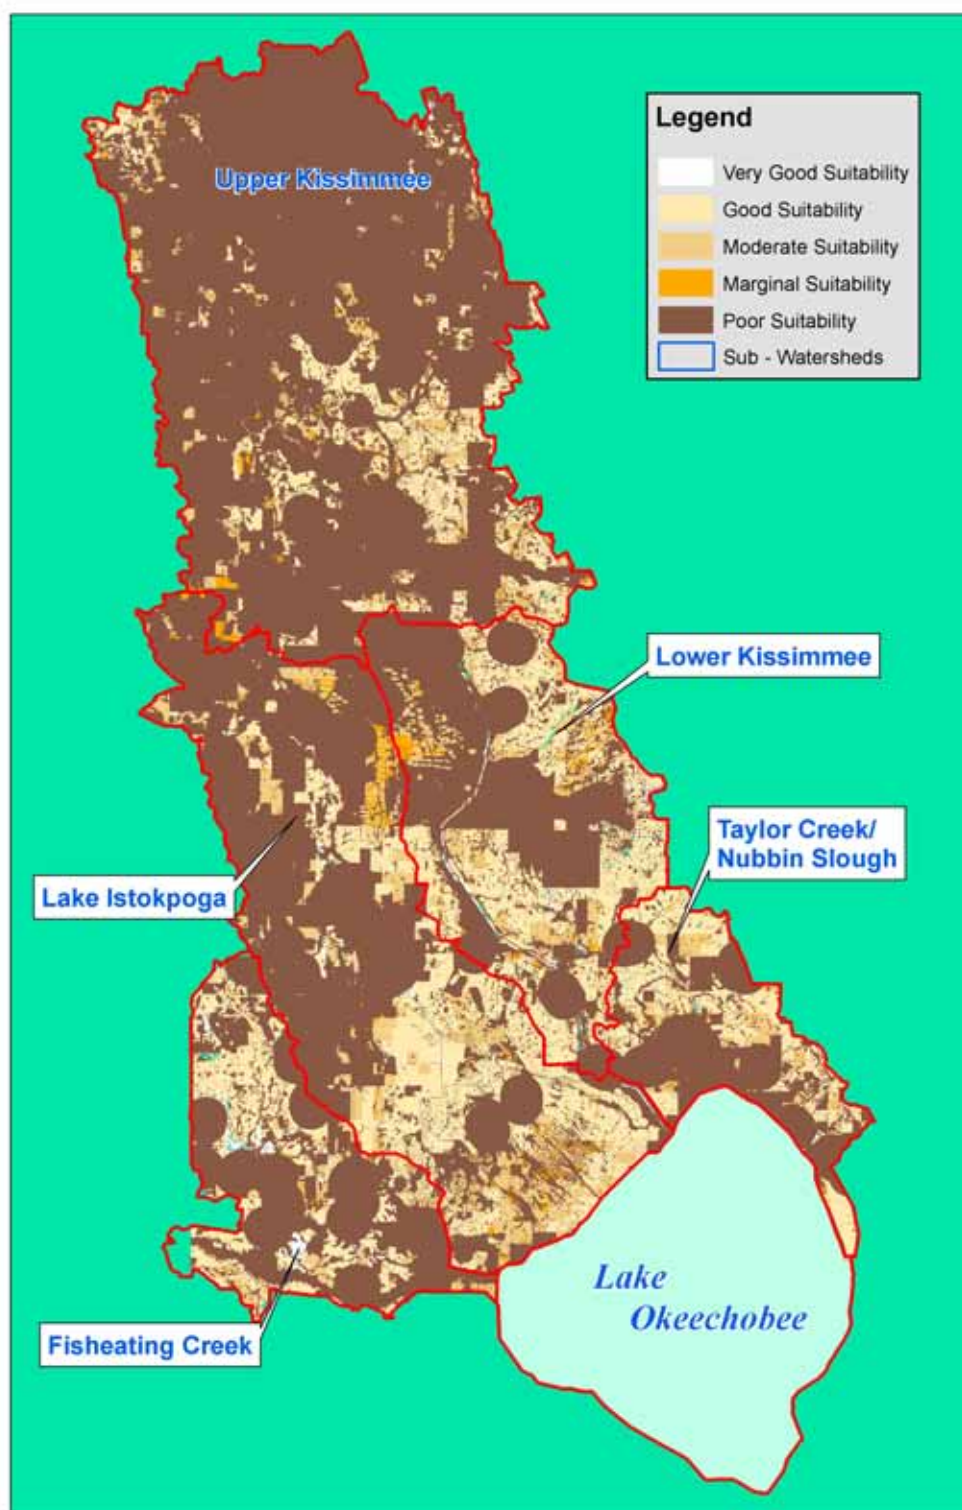 Legend
Very Good Suitability
Good Suitability
Moderate Suitability
Marginal Suitability
Poor Suitability
Sub - Watersheds
Upper Kissimmee
Lower Kissimmee
Taylor Creek/
Nubbin Slough
Lake Istokpoga
Lake
Okeechobee
Fisheating Creek